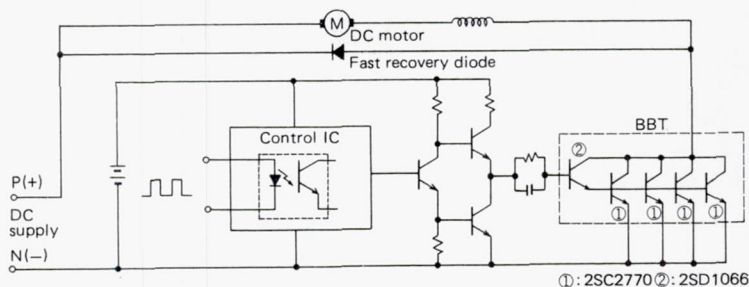 M
DC motor
Fast recovery diode
Control IC
BBT
②
P(+)
DC
supply
N(−)
① ① ① ①
①: 2SC2770 ②: 2SD1066